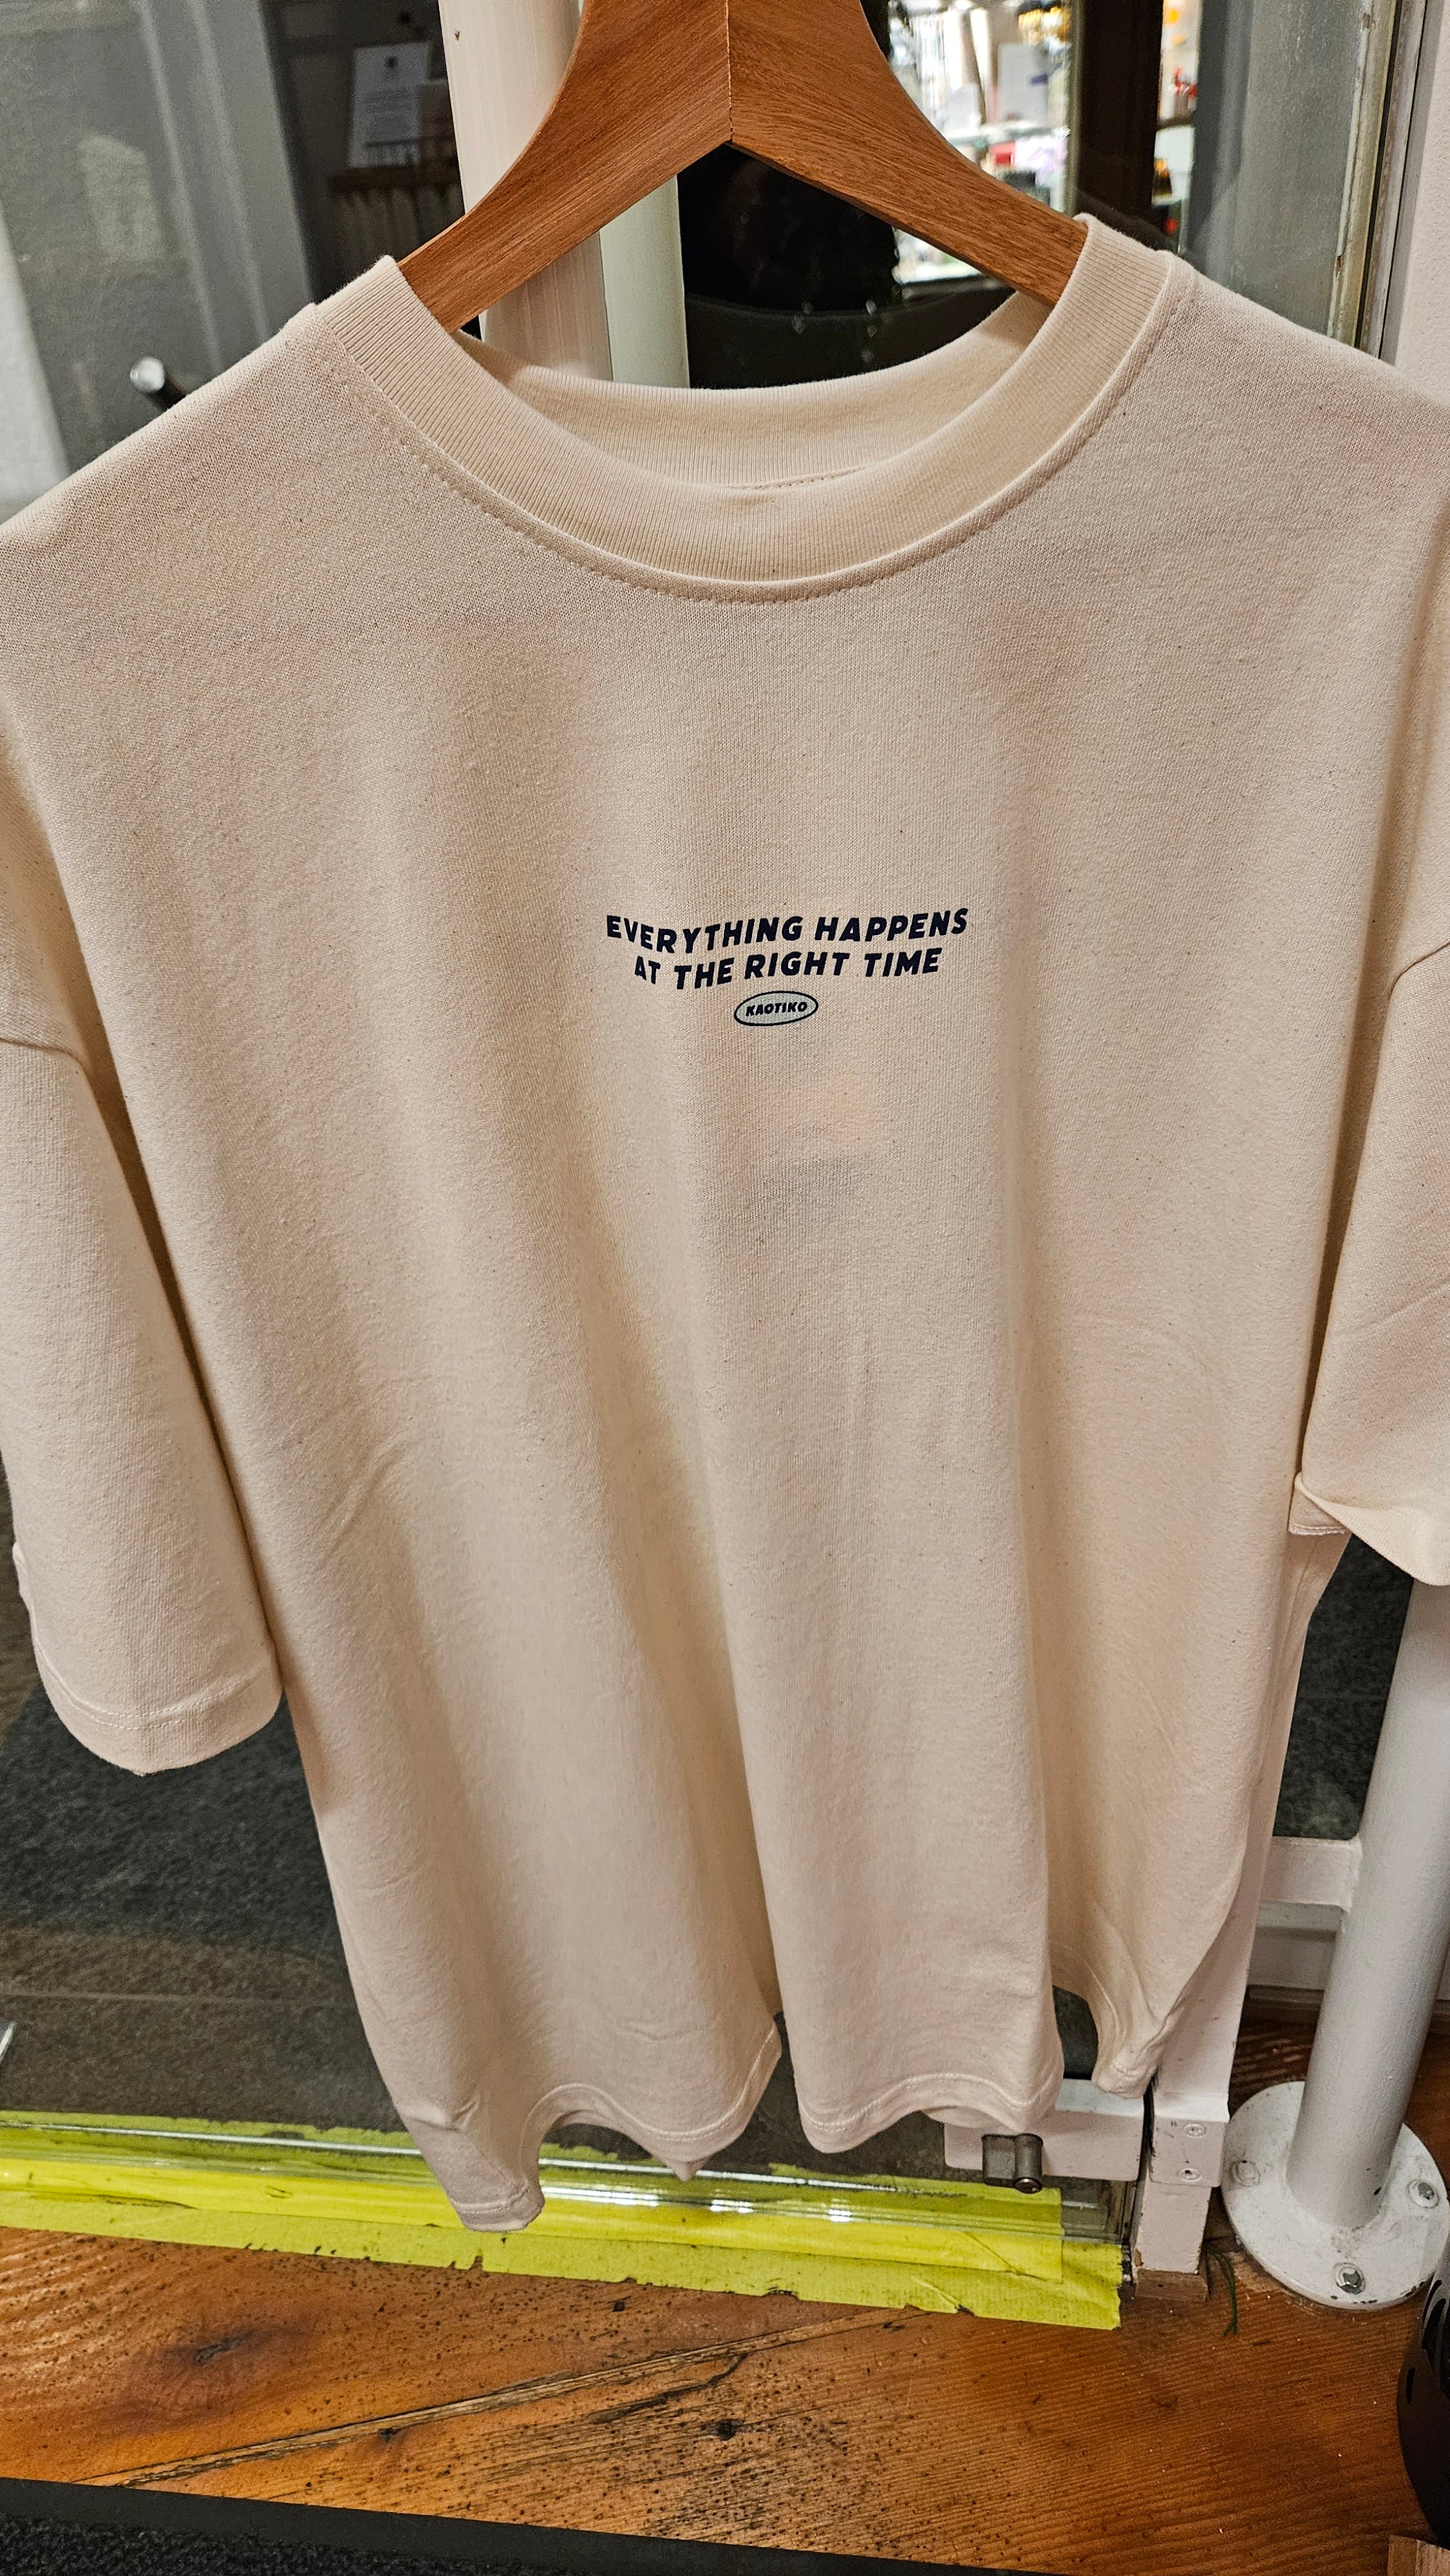 EVERYTHING HAPPENS
AT THE RIGHT TIME
KAOTIKO